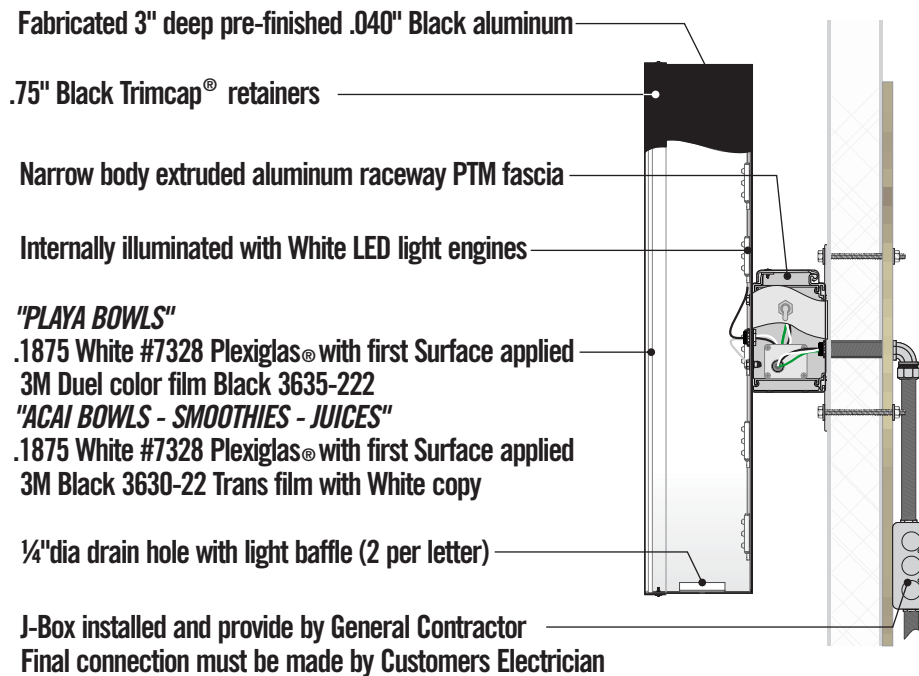 Fabricated 3" deep pre-finished .040" Black aluminum
.75" Black Trimcap® retainers
Narrow body extruded aluminum raceway PTM fascia
Internally illuminated with White LED light engines
"PLAYA BOWLS"
.1875 White #7328 Plexiglas® with first Surface applied
3M Duel color film Black 3635-222
"ACAI BOWLS - SMOOTHIES - JUICES"
.1875 White #7328 Plexiglas® with first Surface applied
3M Black 3630-22 Trans film with White copy
¼"dia drain hole with light baffle (2 per letter)
J-Box installed and provide by General Contractor
Final connection must be made by Customers Electrician